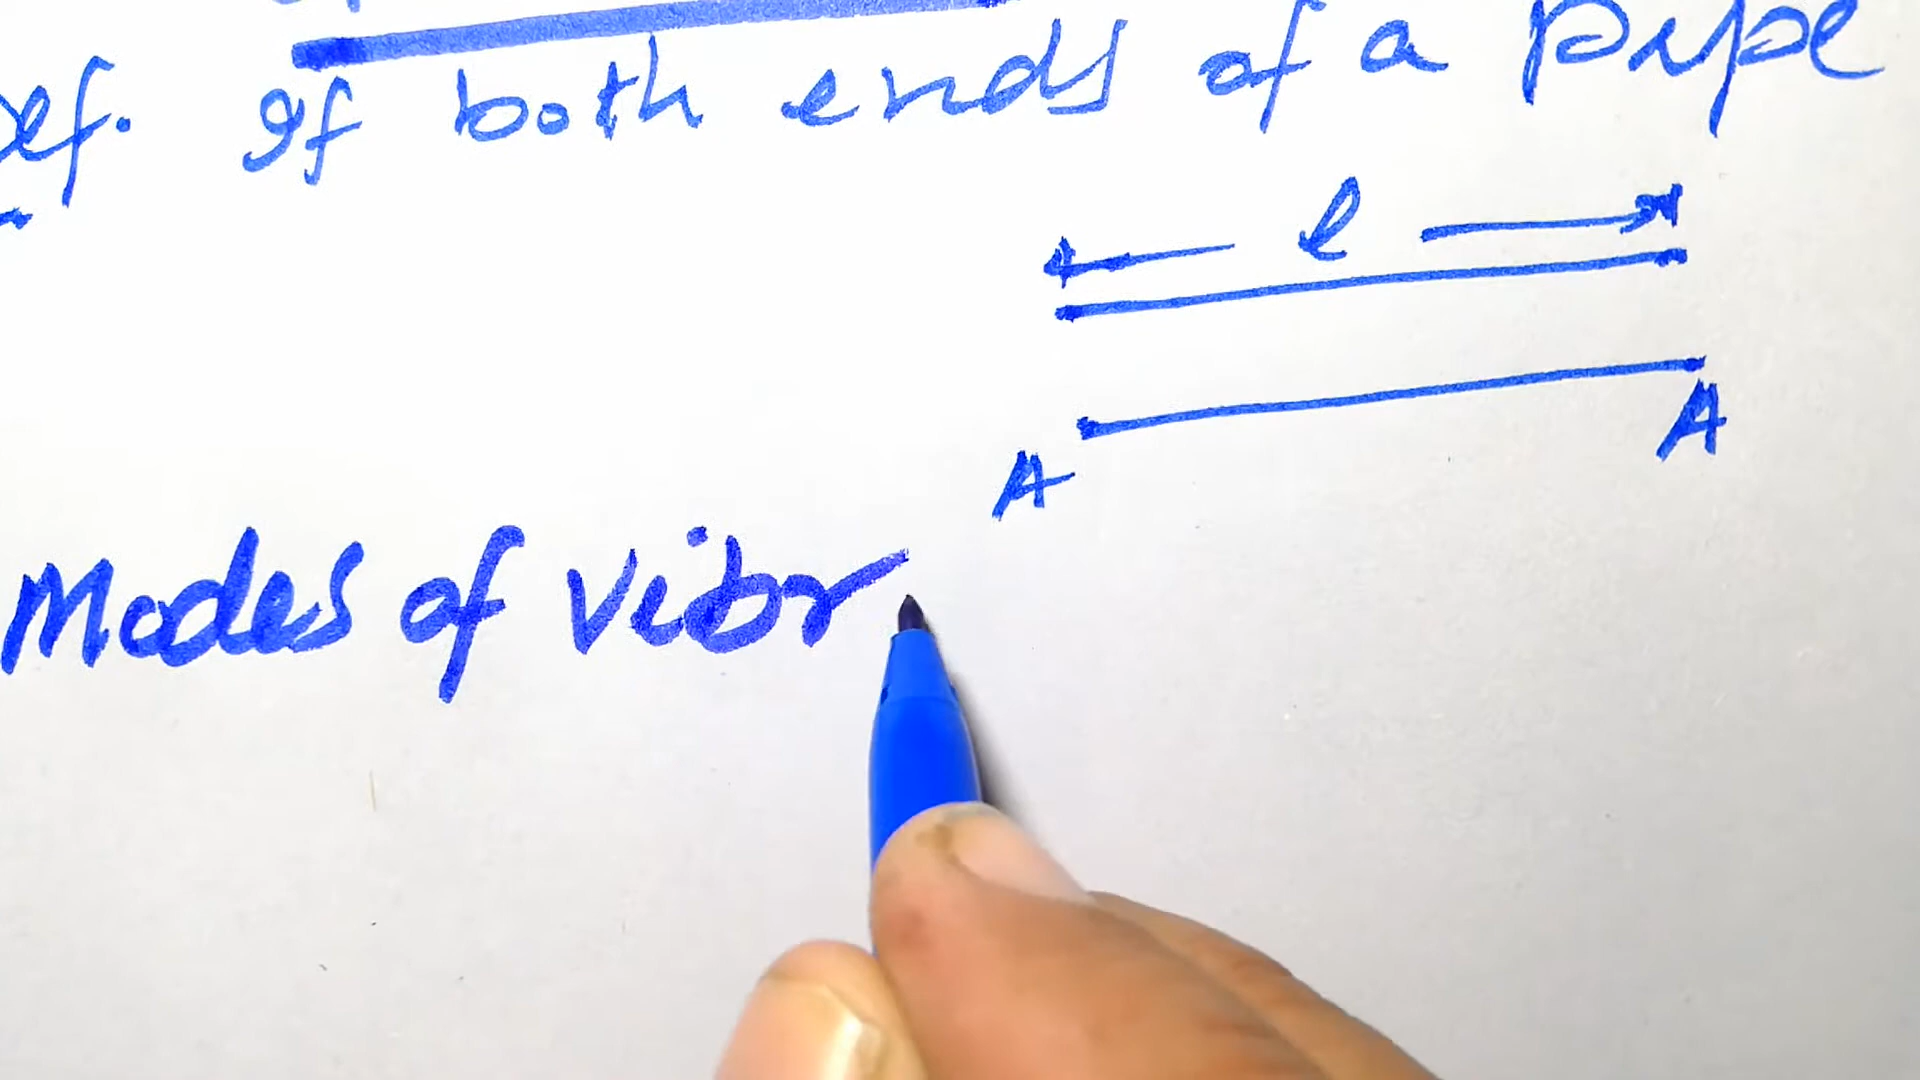 ef. If both ends of a pipe
l
A
A
Modes of vibr